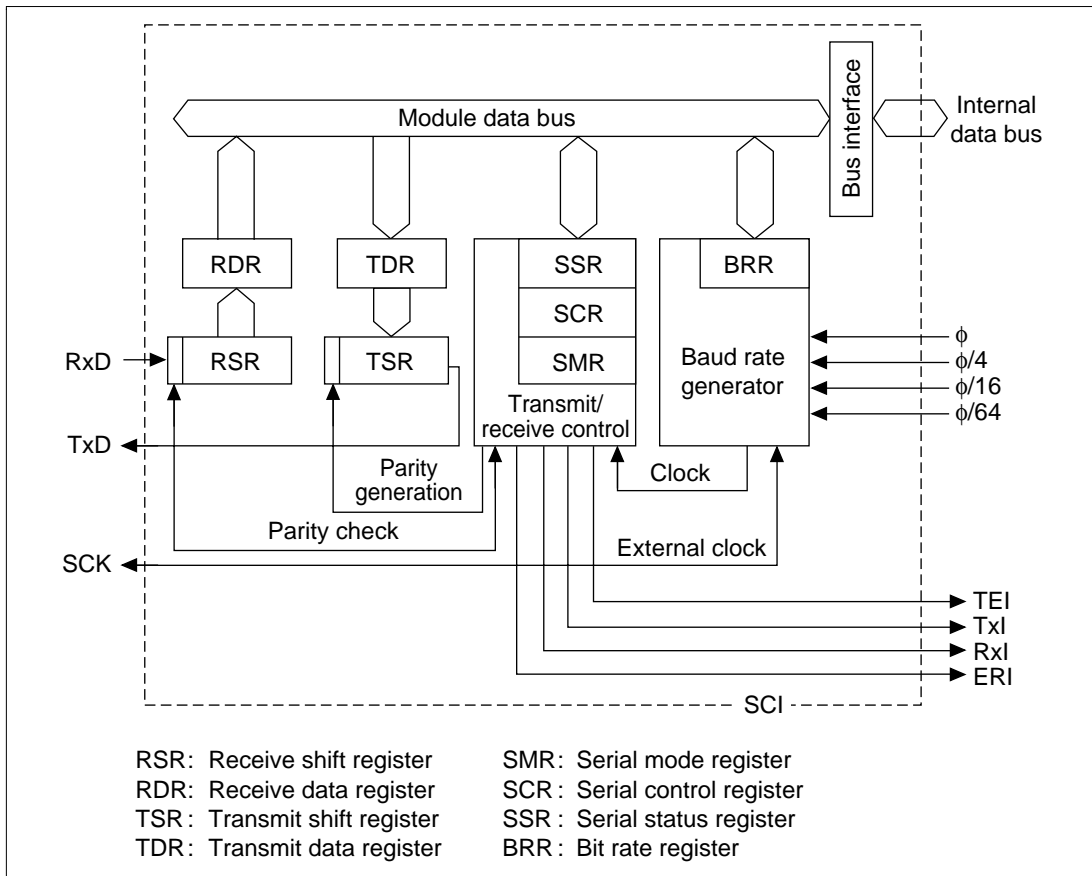 Module data bus
Bus interface
Internal
data bus
RDR
TDR
SSR
BRR
SCR
RxD
RSR
TSR
SMR
Baud rate
generator
ϕ
ϕ/4
ϕ/16
ϕ/64
Transmit/
receive control
TxD
Parity
generation
Clock
Parity check
External clock
SCK
TEI
TxI
RxI
ERI
SCI
RSR: Receive shift register
RDR: Receive data register
TSR: Transmit shift register
TDR: Transmit data register
SMR: Serial mode register
SCR: Serial control register
SSR: Serial status register
BRR: Bit rate register